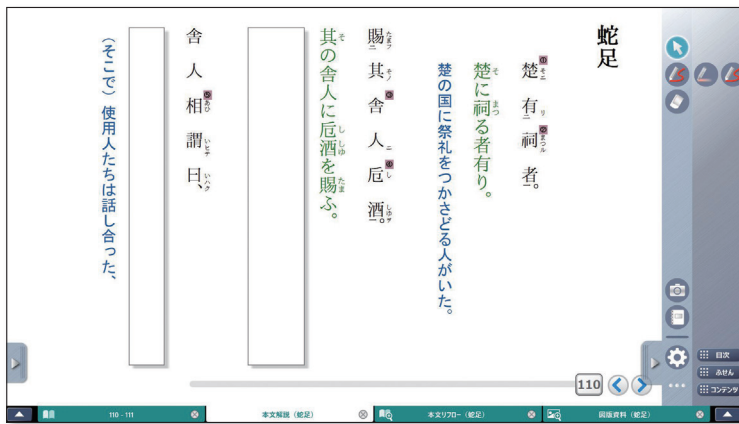 蛇足
楚有祠者。
楚に祠る者有り。
楚の国に祭礼をつかさどる人がいた。
賜其舎人卮酒。
其の舎人に卮酒を賜ふ。
舎人相謂曰、
(そこで)使用人たちは話し合った、
目次
ふせん
コンテンツ
110
110 - 111
本文解説(蛇足)
本文リフロー(蛇足)
図版資料(蛇足)